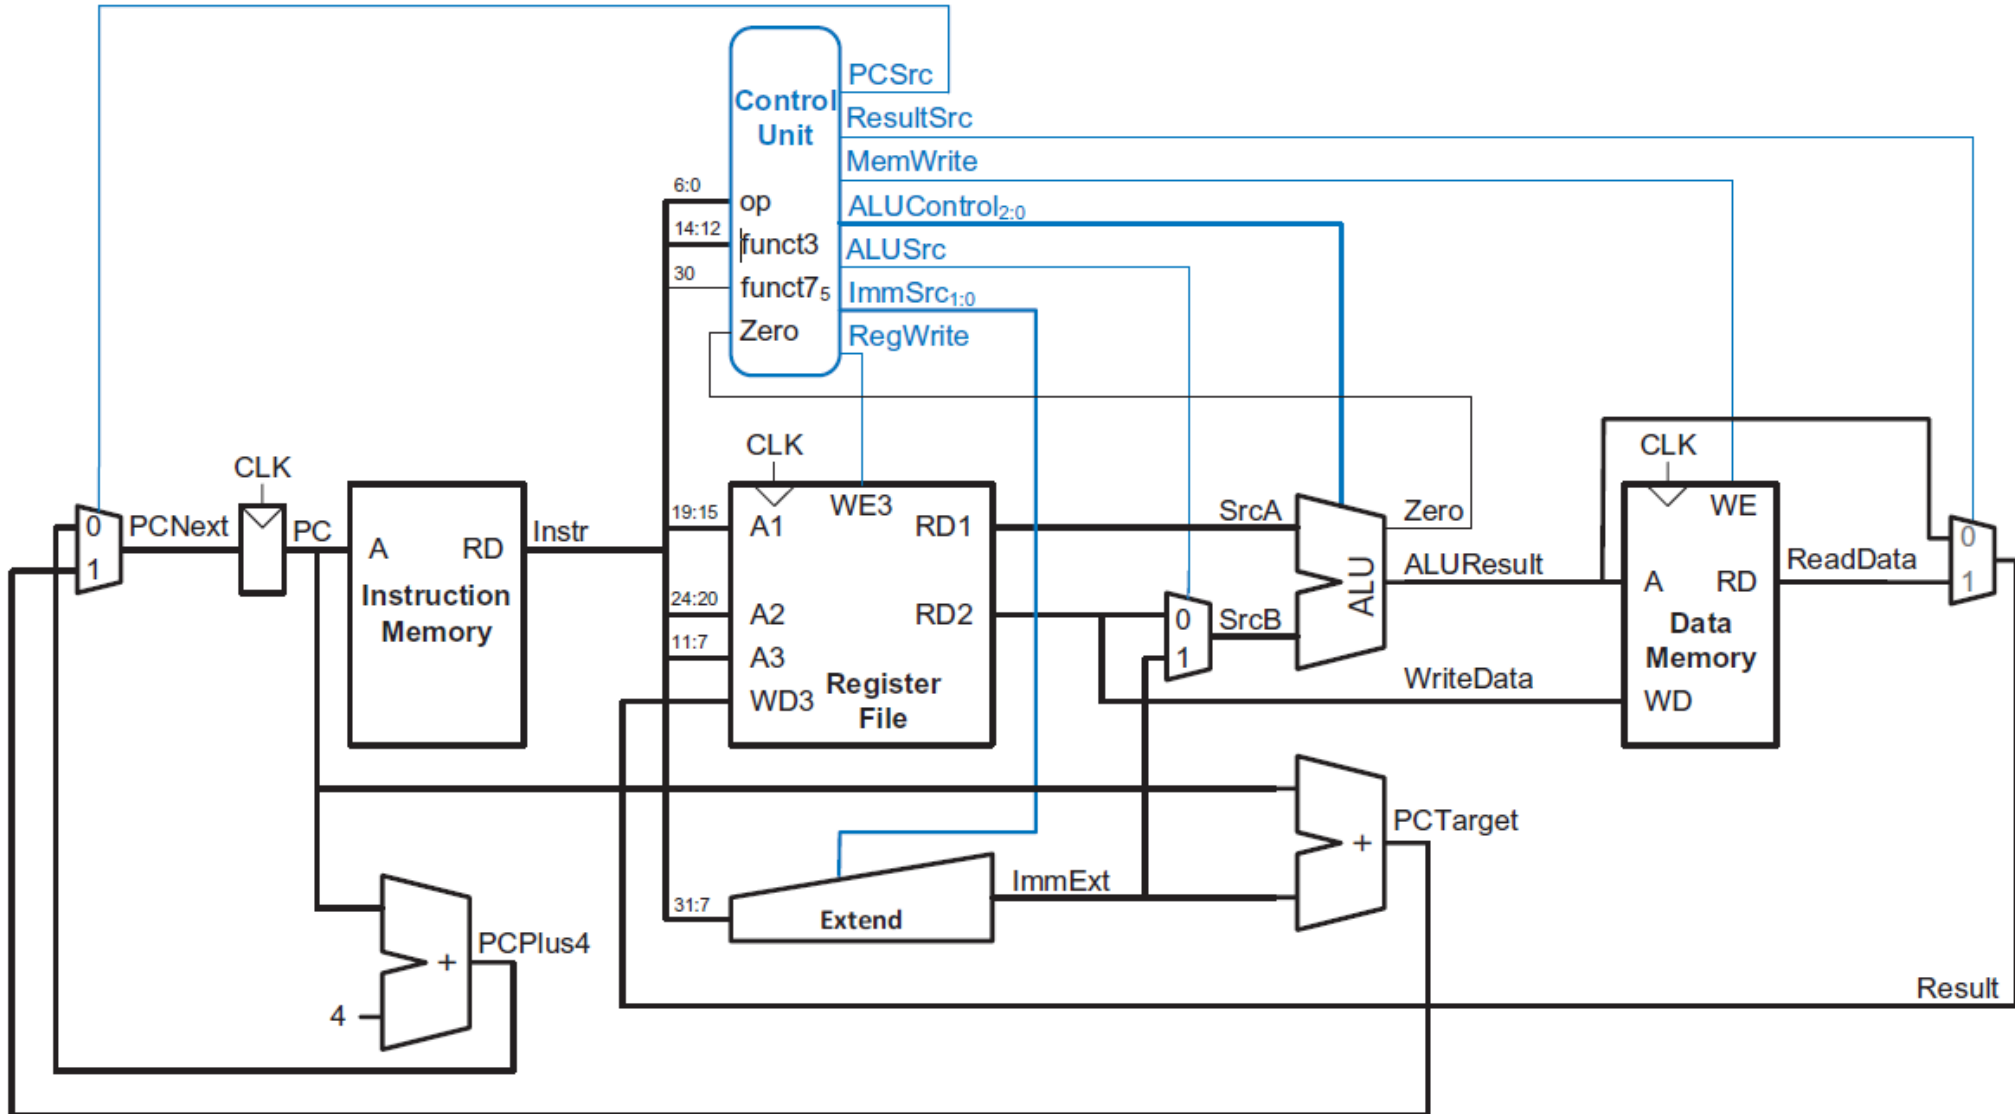 PCSrc
Control
Unit
ResultSrc
MemWrite
6:0
op
ALUControl2:0
14:12
funct3
ALUSrc
30
funct75
ImmSrc1:0
Zero
RegWrite
CLK
CLK
CLK
0
1
PCNext
PC
A
RD
Instruction
Memory
Instr
19:15
A1
WE3
RD1
24:20
A2
RD2
11:7
A3
WD3
Register
File
SrcA
0
1
SrcB
ALU
Zero
ALUResult
WriteData
WE
A
RD
Data
Memory
WD
ReadData
0
1
PCTarget
+
31:7
Extend
ImmExt
PCPlus4
+
4
Result